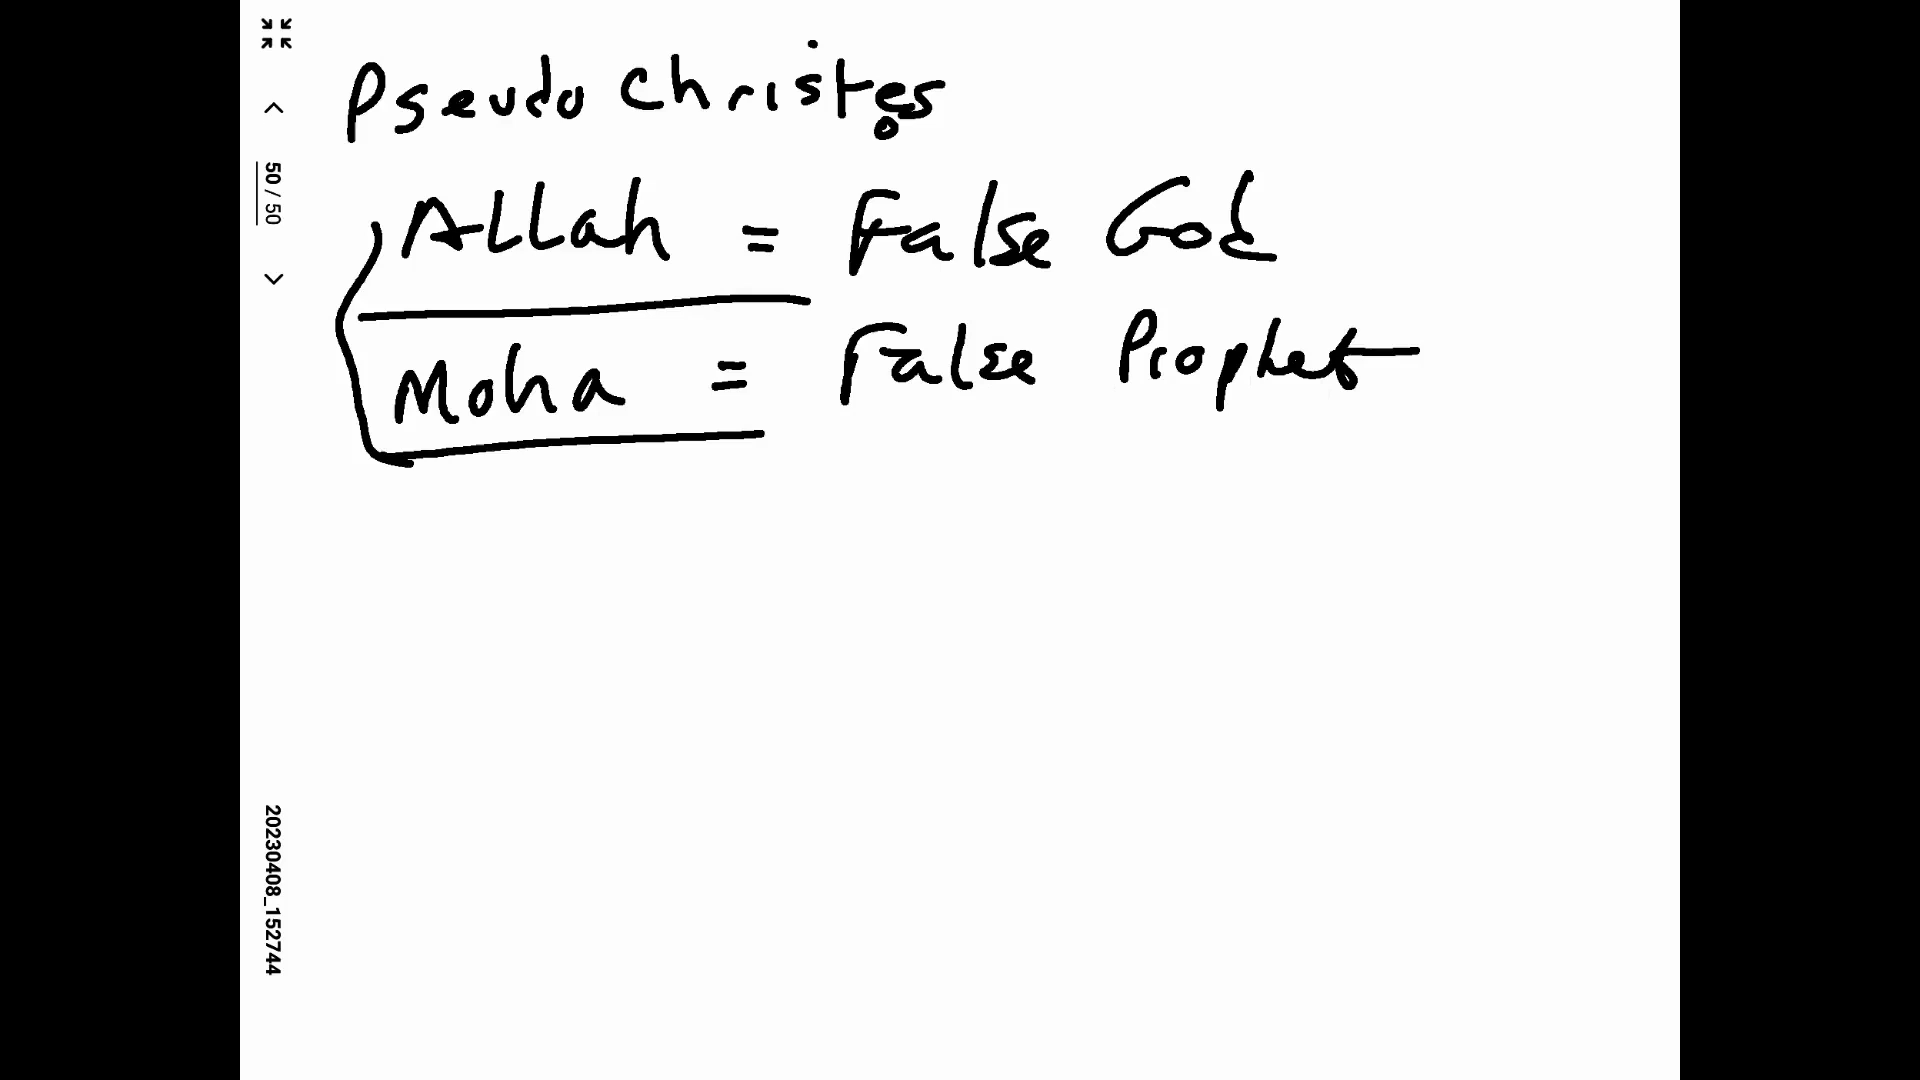 Pseudo Christos
Allah = False God
Moha = False Prophet
50 / 50
20230408_152744